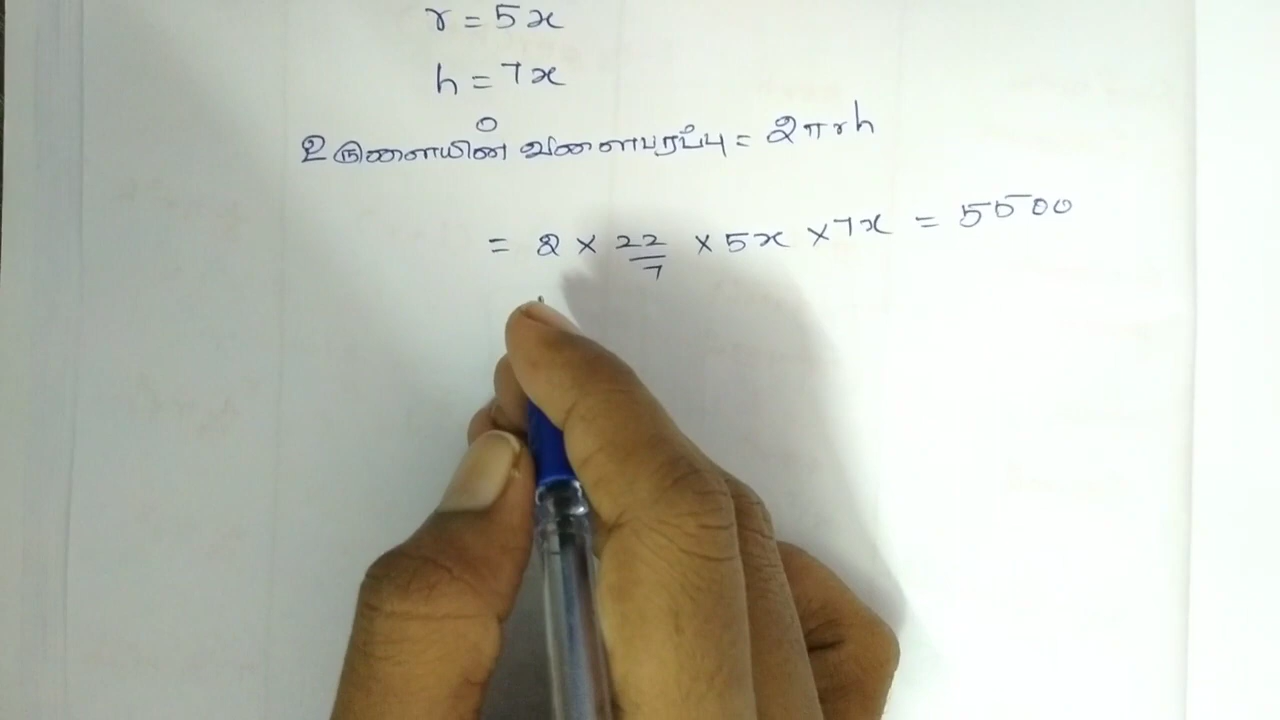 r = 5x
h = 7x
உருளையின் வளைபரப்பு = 2πrh
= 2 × 22/7 × 5x × 7x = 5500